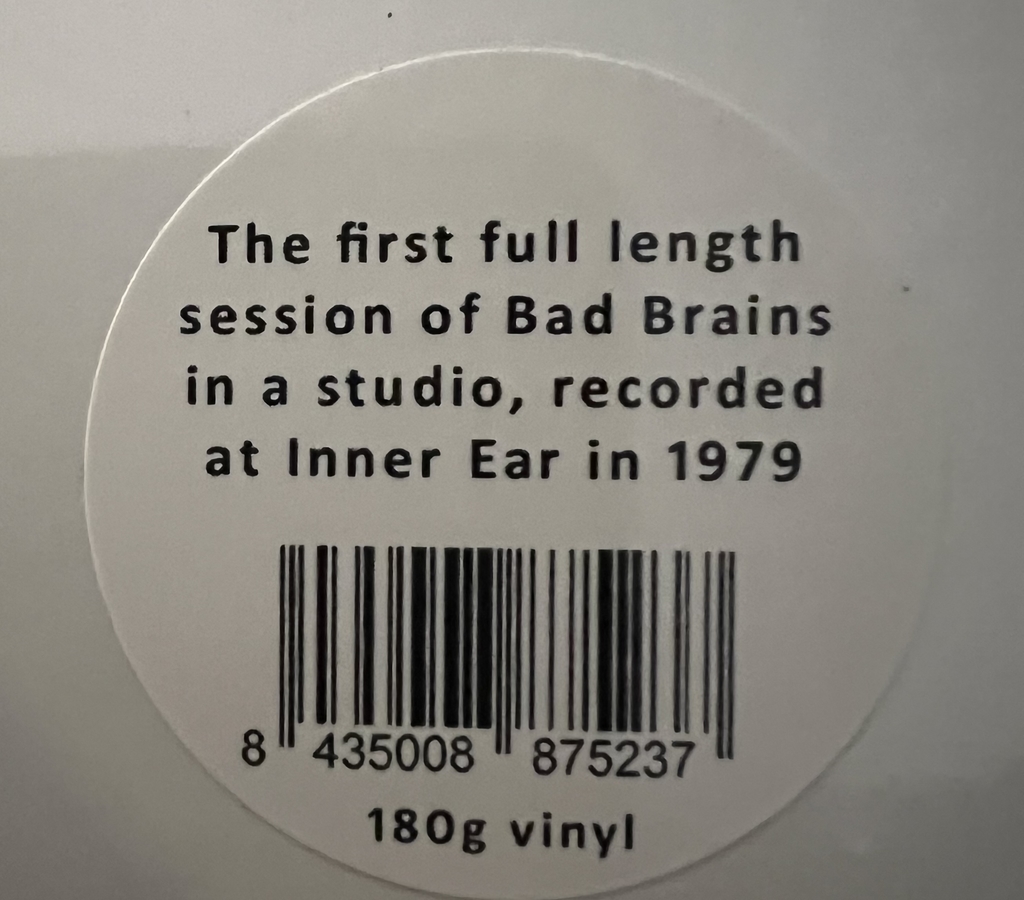 The first full length
session of Bad Brains
in a studio, recorded
at Inner Ear in 1979
8 435008 875237
180g vinyl